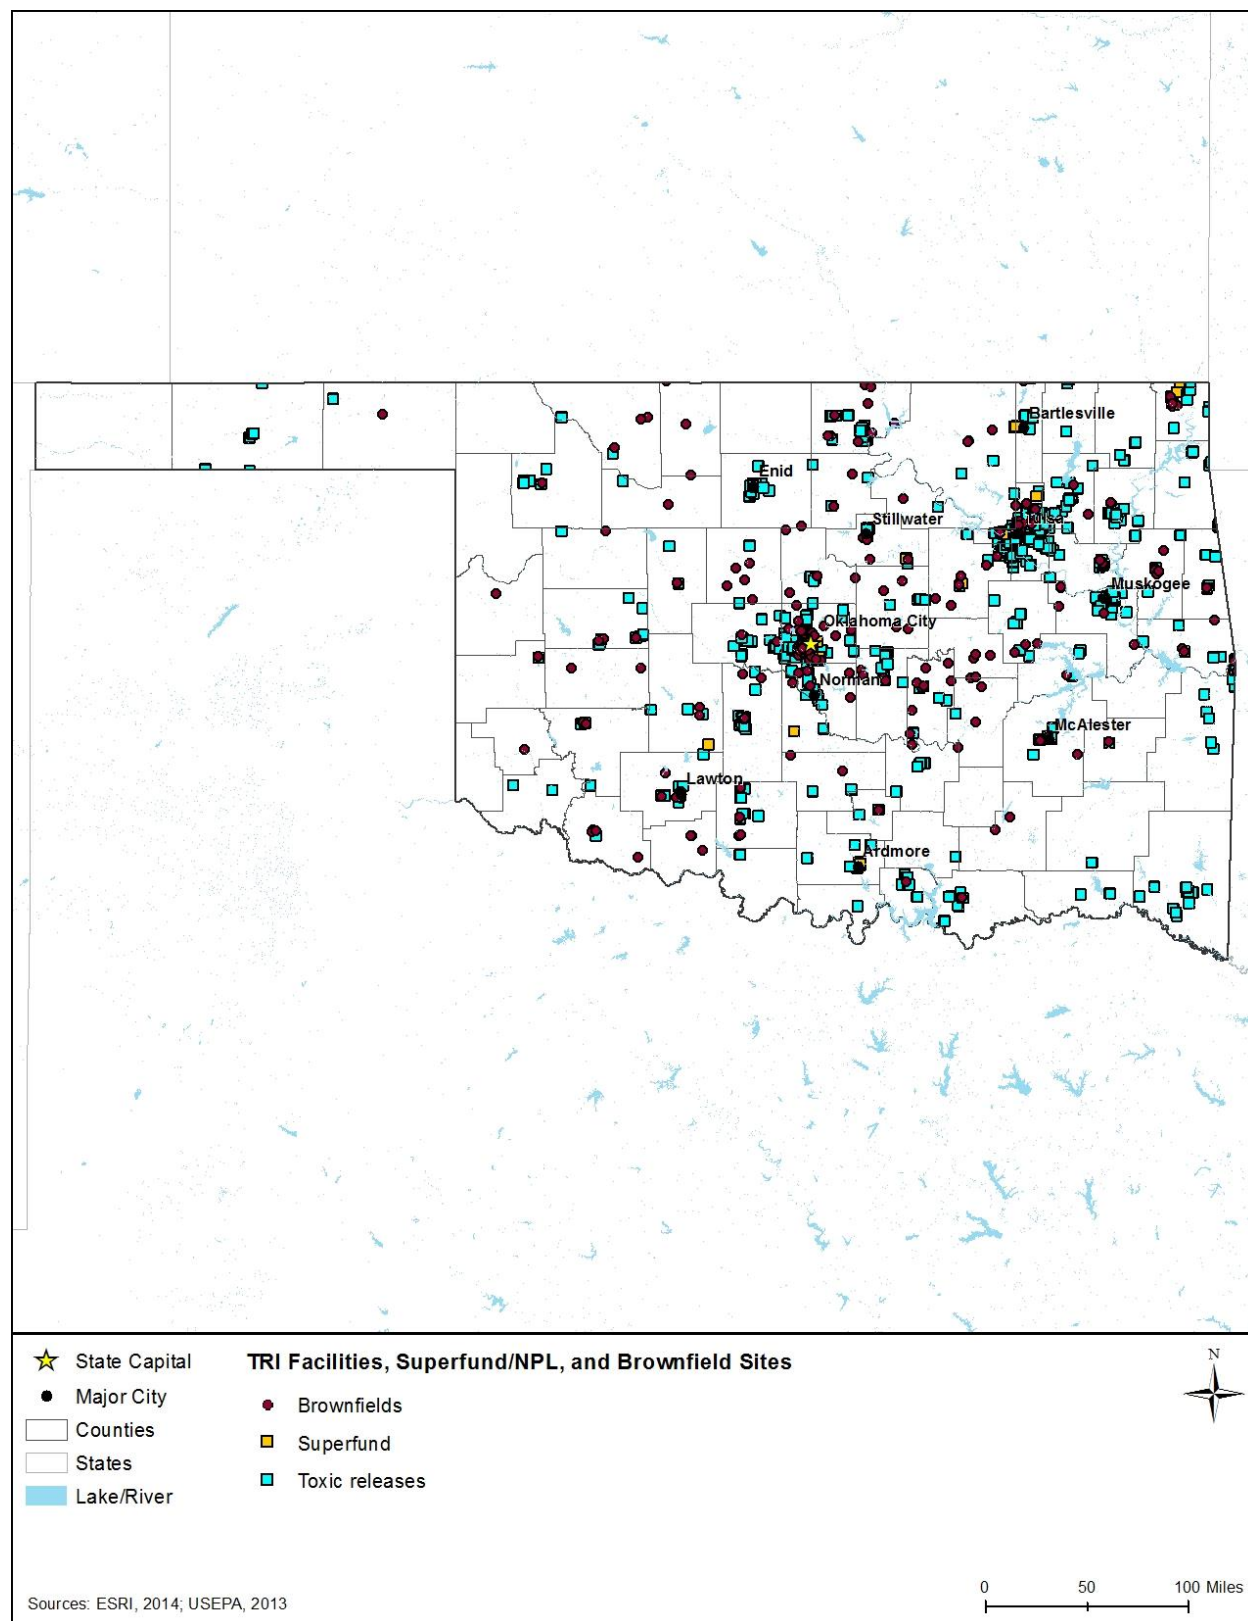 Bartlesville
Enid
Stillwater
Tulsa
Muskogee
Oklahoma City
Norman
McAlester
Lawton
Ardmore
State Capital
Major City
Counties
States
Lake/River
TRI Facilities, Superfund/NPL, and Brownfield Sites
Brownfields
Superfund
Toxic releases
N
0 50 100 Miles
Sources: ESRI, 2014; USEPA, 2013